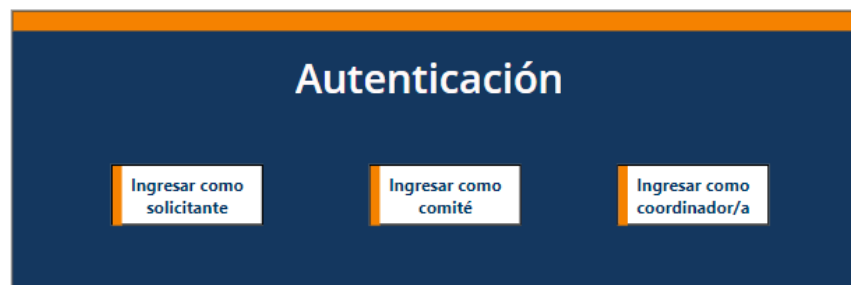 Autenticación
Ingresar como
solicitante
Ingresar como
comité
Ingresar como
coordinador/a